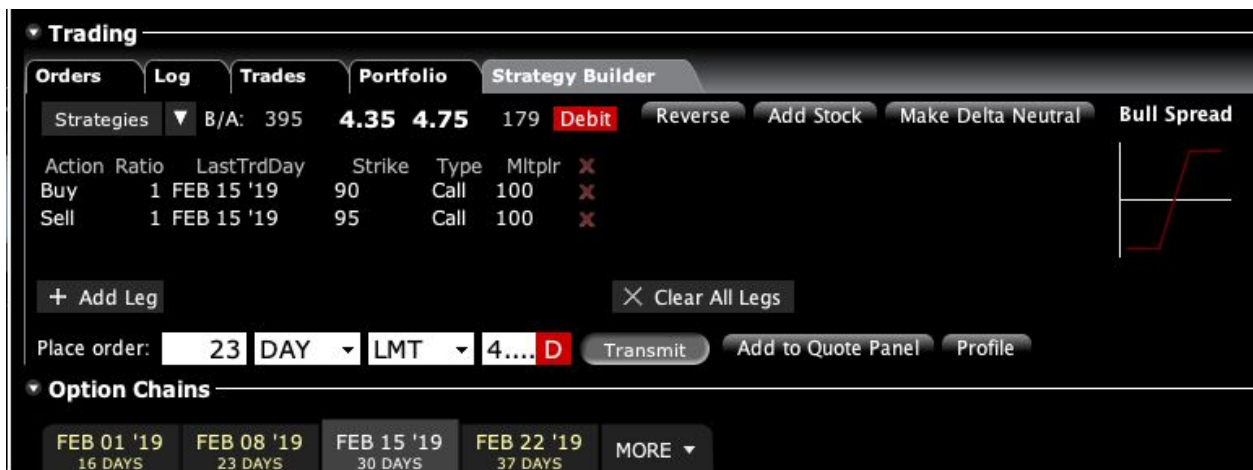 Trading
Orders Log Trades Portfolio Strategy Builder
Strategies B/A: 395 4.35 4.75 179 Debit Reverse Add Stock Make Delta Neutral Bull Spread
Action Ratio LastTrdDay Strike Type Mltplr X
Buy 1 FEB 15 '19 90 Call 100 X
Sell 1 FEB 15 '19 95 Call 100 X
+ Add Leg X Clear All Legs
Place order: 23 DAY LMT 4.... D Transmit Add to Quote Panel Profile
Option Chains
FEB 01 '19 FEB 08 '19 FEB 15 '19 FEB 22 '19 MORE
16 DAYS 23 DAYS 30 DAYS 37 DAYS